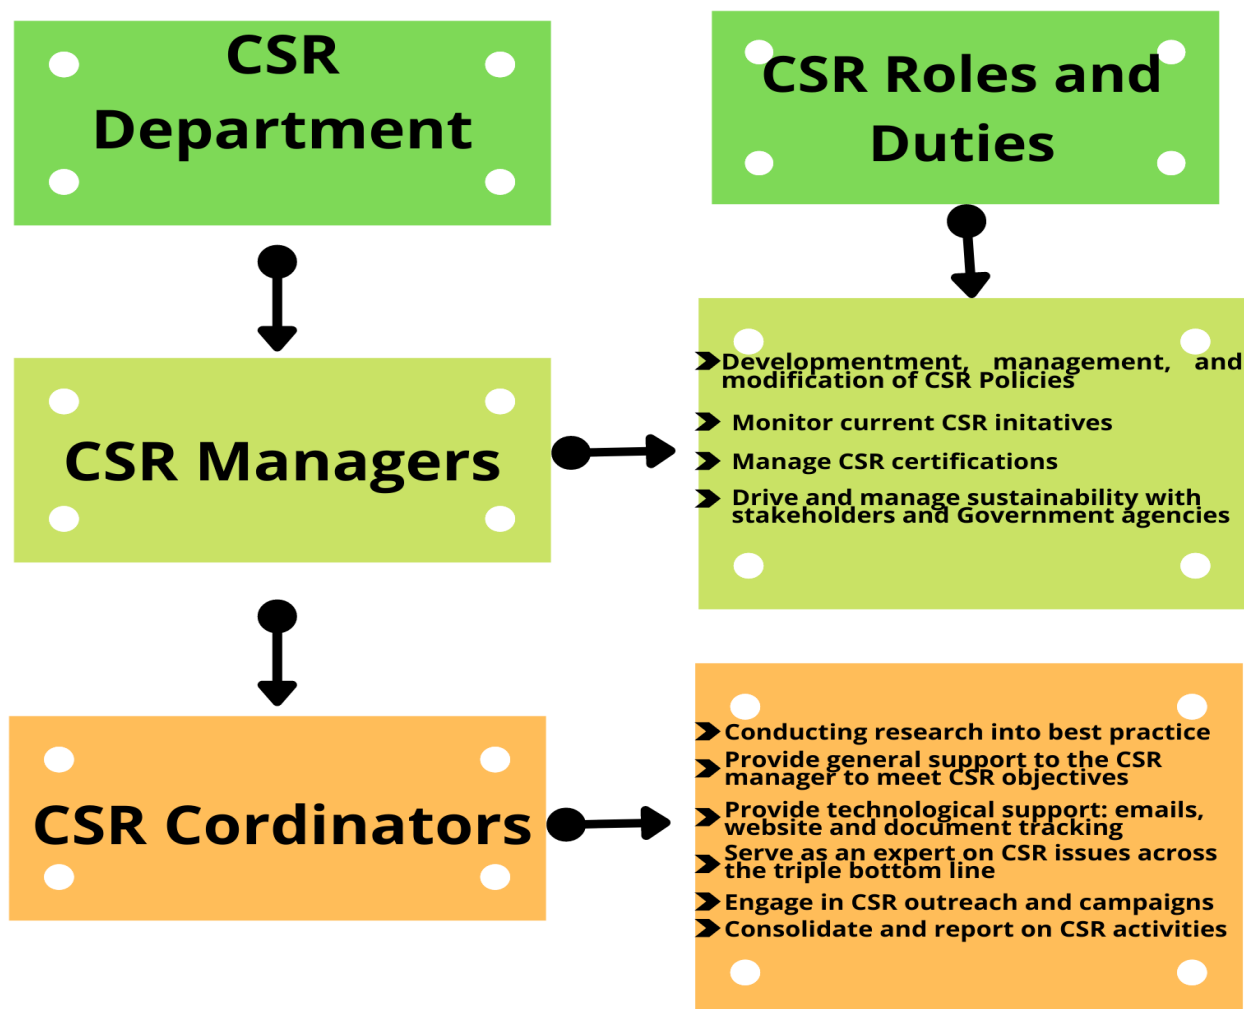 CSR
Department
CSR Roles and
Duties
CSR Managers
Developmentment, management, and
modification of CSR Policies
Monitor current CSR initatives
Manage CSR certifications
Drive and manage sustainability with
stakeholders and Government agencies
CSR Cordinators
Conducting research into best practice
Provide general support to the CSR
manager to meet CSR objectives
Provide technological support: emails,
website and document tracking
Serve as an expert on CSR issues across
the triple bottom line
Engage in CSR outreach and campaigns
Consolidate and report on CSR activities